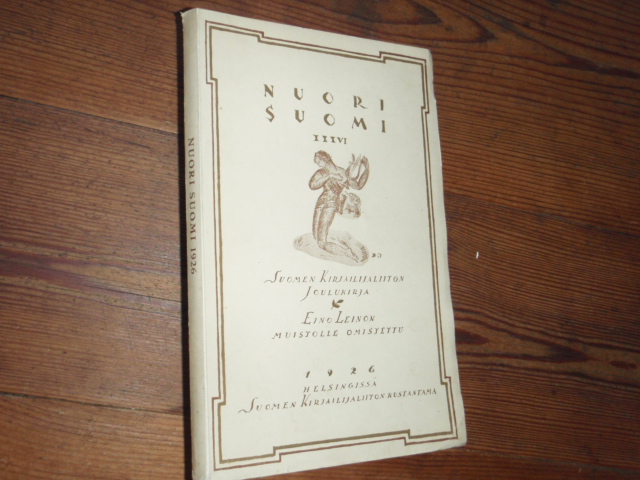 NUORI
SUOMI
XXXVI
SUOMEN KIRJAILIJALIITON
JOULUKIRJA
EINO LEINON
MUISTOLLE OMISTETTU
1926
HELSINGISSÄ
SUOMEN KIRJAILIJALIITON KUSTANTAMA
NUORI SUOMI 1926